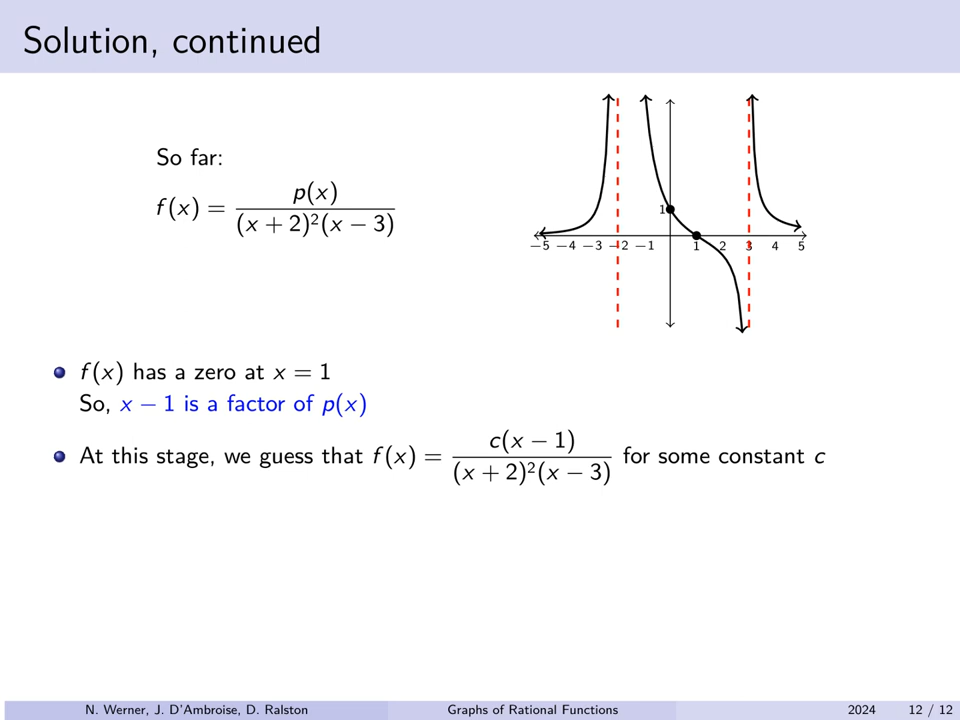 Solution, continued
So far:
f(x) = p(x) / (x + 2)²(x − 3)
1
−5 −4 −3 −2 −1 1 2 3 4 5
f(x) has a zero at x = 1
So, x − 1 is a factor of p(x)
At this stage, we guess that f(x) = c(x − 1) / (x + 2)²(x − 3) for some constant c
N. Werner, J. D'Ambroise, D. Ralston Graphs of Rational Functions 2024 12 / 12